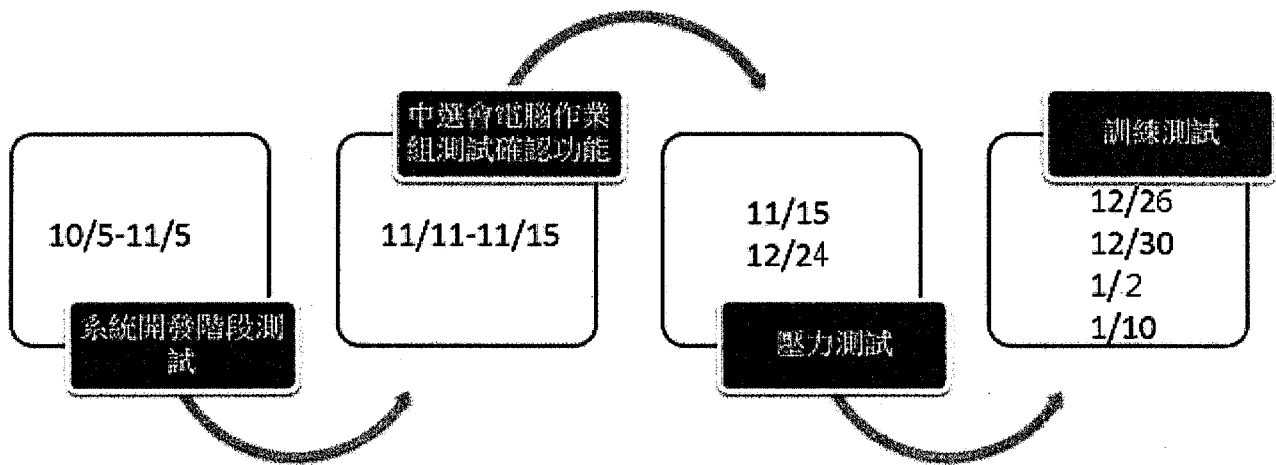 10/5-11/5
系統開發階段測
試
中選會電腦作業
組測試確認功能
11/11-11/15
11/15
12/24
壓力測試
訓練測試
12/26
12/30
1/2
1/10